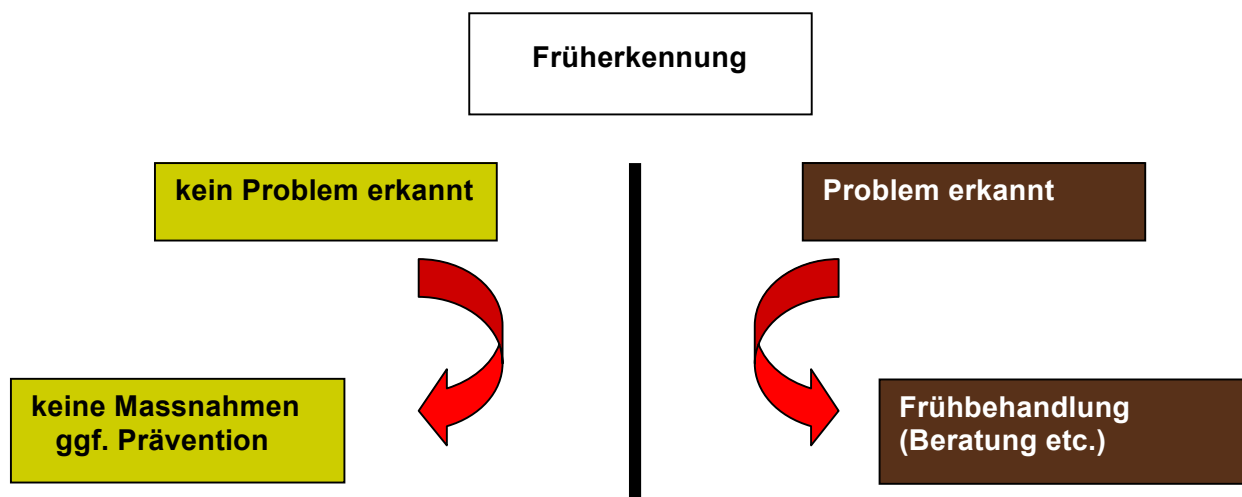 Früherkennung
kein Problem erkannt
Problem erkannt
keine Massnahmen
ggf. Prävention
Frühbehandlung
(Beratung etc.)